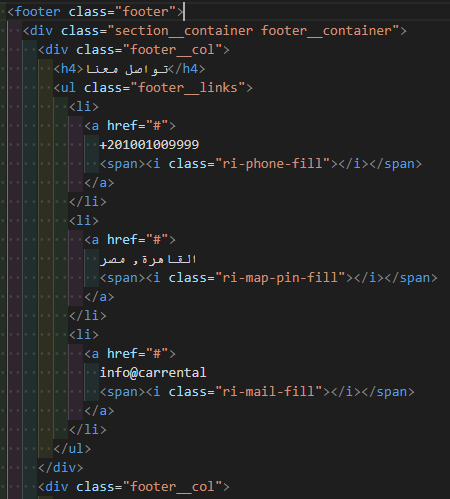 <footer class="footer">
<div class="section__container footer__container">
<div class="footer__col">
<h4>تواصل معنا</h4>
<ul class="footer__links">
<li>
<a href="#">
+201001009999
<span><i class="ri-phone-fill"></i></span>
</a>
</li>
<li>
<a href="#">
القاهرة, مصر
<span><i class="ri-map-pin-fill"></i></span>
</a>
</li>
<li>
<a href="#">
info@carrental
<span><i class="ri-mail-fill"></i></span>
</a>
</li>
</ul>
</div>
<div class="footer__col">